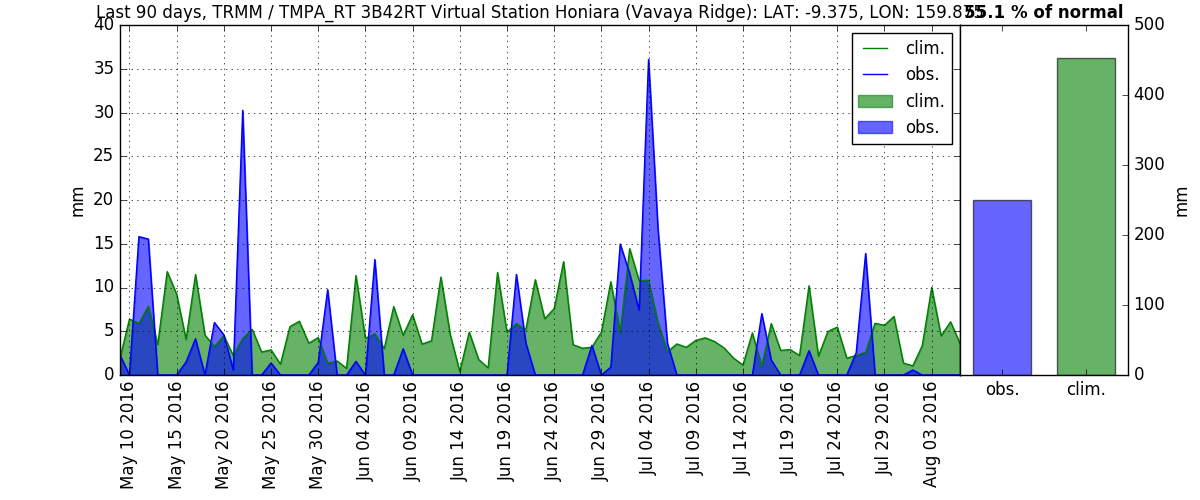 Last 90 days, TRMM / TMPA_RT 3B42RT Virtual Station Honiara (Vavaya Ridge): LAT: -9.375, LON: 159.875
55.1 % of normal
40
35
30
25
20
15
10
5
0
mm
clim.
obs.
clim.
obs.
May 10 2016
May 15 2016
May 20 2016
May 25 2016
May 30 2016
Jun 04 2016
Jun 09 2016
Jun 14 2016
Jun 19 2016
Jun 24 2016
Jun 29 2016
Jul 04 2016
Jul 09 2016
Jul 14 2016
Jul 19 2016
Jul 24 2016
Jul 29 2016
Aug 03 2016
500
400
300
200
100
0
mm
obs.
clim.